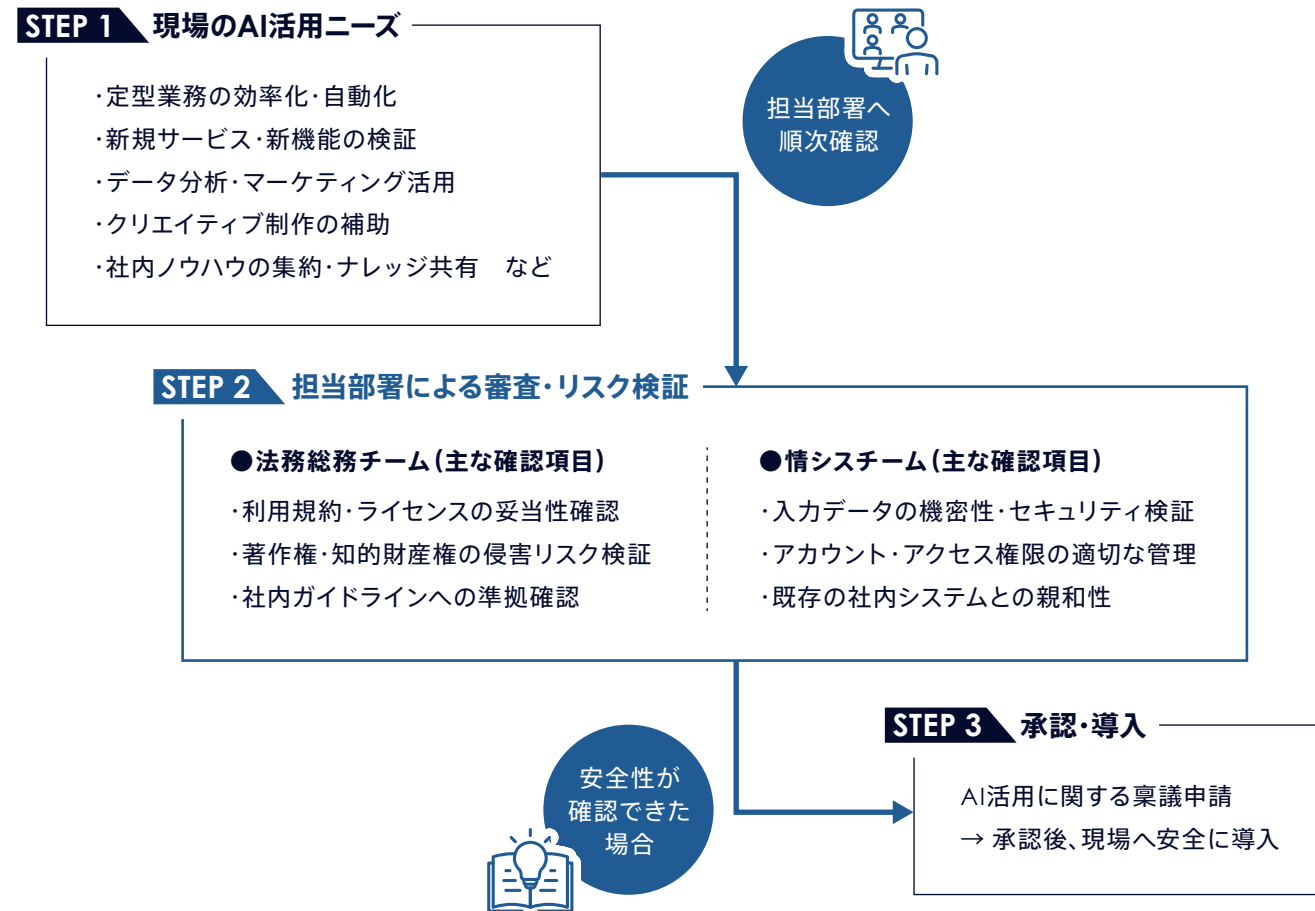 STEP 1 現場のAI活用ニーズ
・定型業務の効率化・自動化
・新規サービス・新機能の検証
・データ分析・マーケティング活用
・クリエイティブ制作の補助
・社内ノウハウの集約・ナレッジ共有　など
担当部署へ
順次確認
STEP 2 担当部署による審査・リスク検証
●法務総務チーム（主な確認項目）
・利用規約・ライセンスの妥当性確認
・著作権・知的財産権の侵害リスク検証
・社内ガイドラインへの準拠確認
●情シスチーム（主な確認項目）
・入力データの機密性・セキュリティ検証
・アカウント・アクセス権限の適切な管理
・既存の社内システムとの親和性
安全性が
確認できた
場合
STEP 3 承認・導入
AI活用に関する稟議申請
→ 承認後、現場へ安全に導入